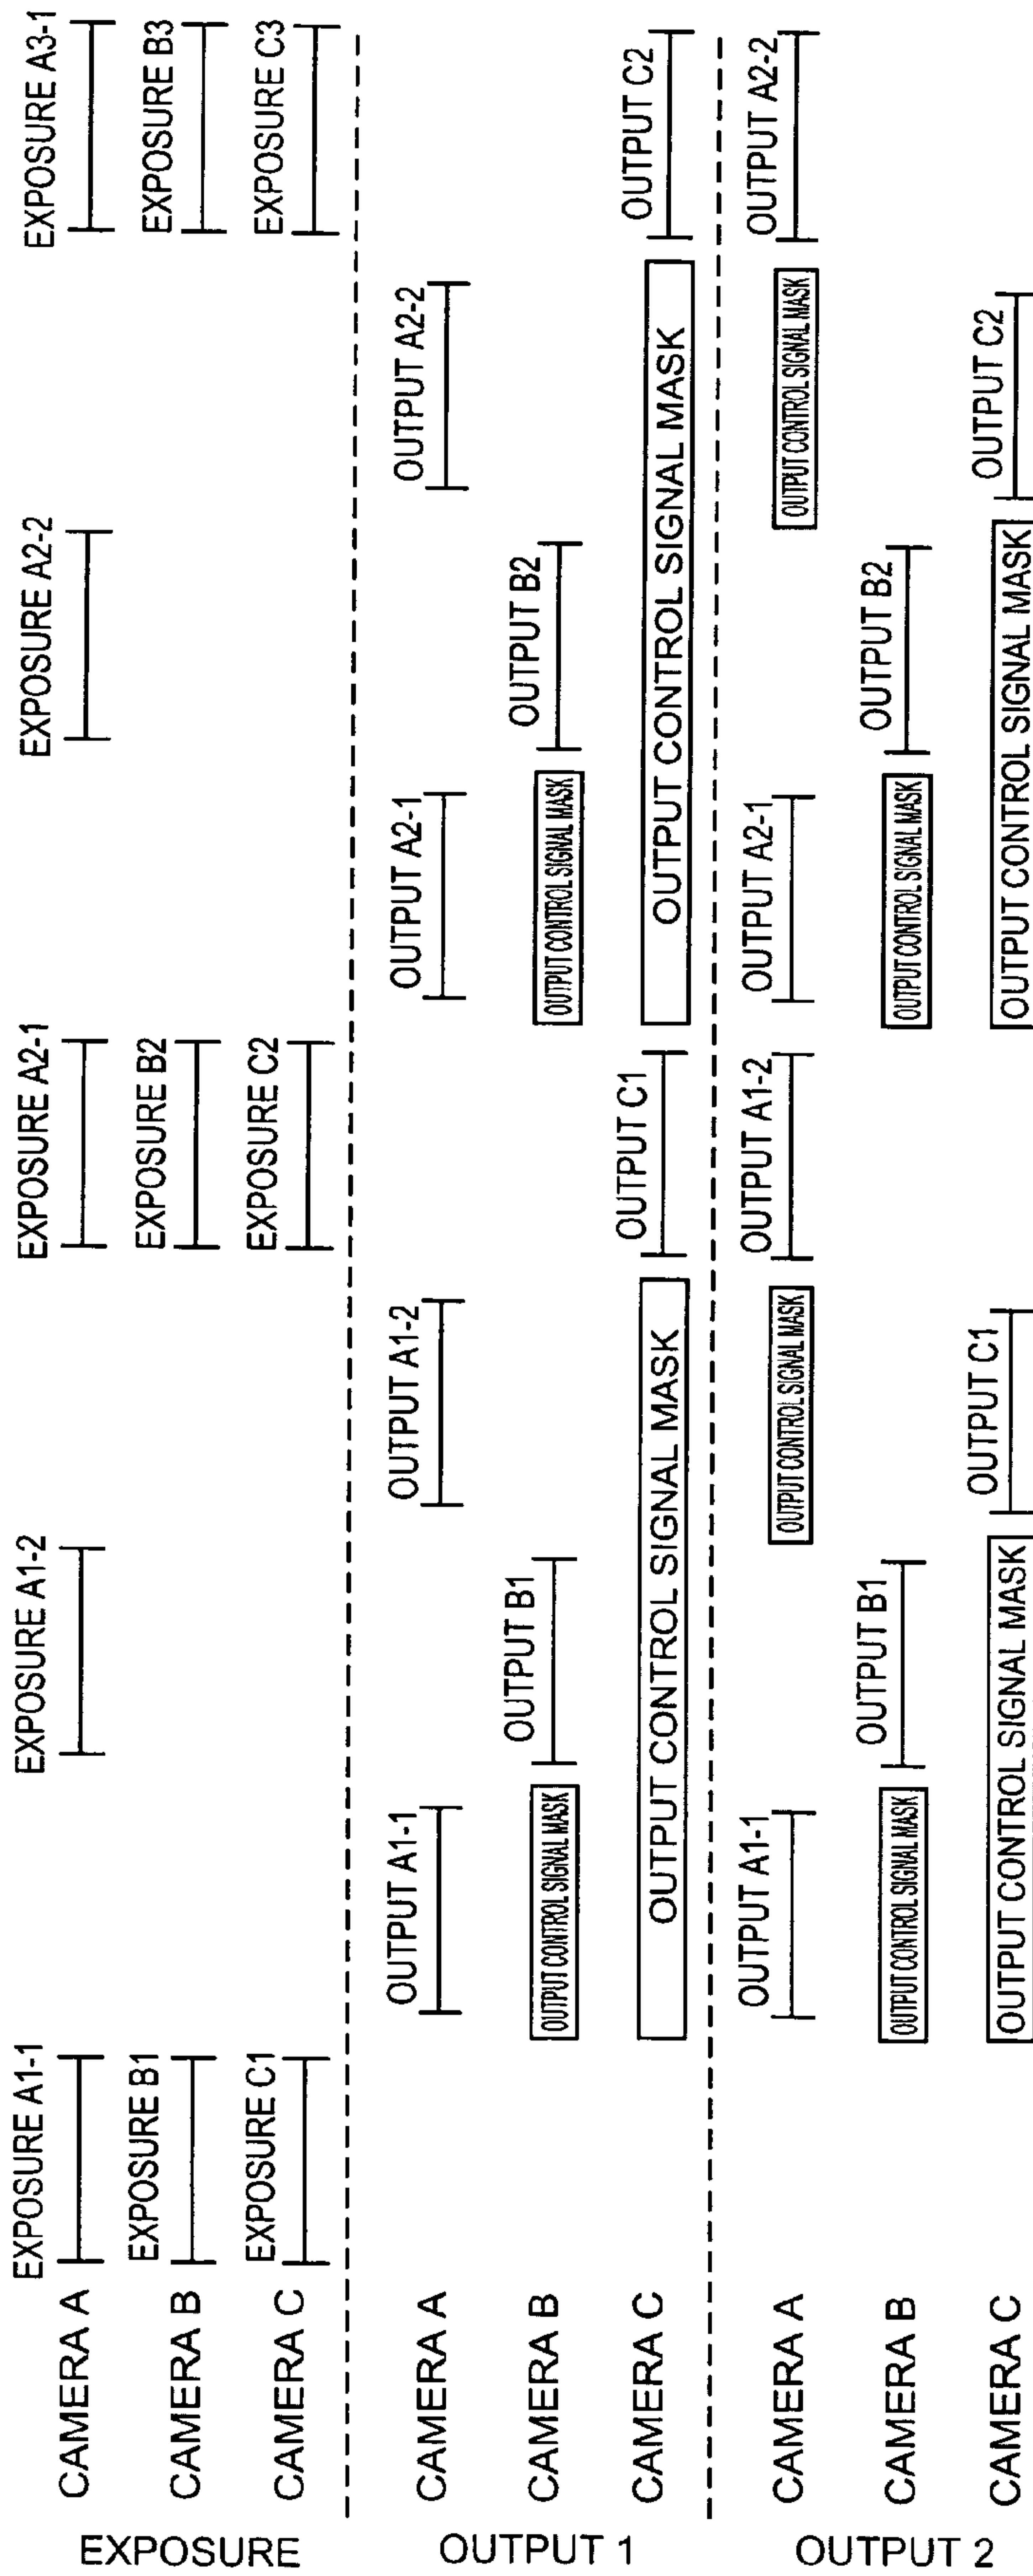 EXPOSURE
CAMERA A
EXPOSURE A1-1
EXPOSURE A1-2
EXPOSURE A2-1
EXPOSURE A2-2
EXPOSURE A3-1
CAMERA B
EXPOSURE B1
EXPOSURE B2
EXPOSURE B3
CAMERA C
EXPOSURE C1
EXPOSURE C2
EXPOSURE C3
OUTPUT 1
CAMERA A
OUTPUT A1-1
OUTPUT A1-2
OUTPUT A2-1
OUTPUT A2-2
CAMERA B
OUTPUT CONTROL SIGNAL MASK
OUTPUT B1
OUTPUT CONTROL SIGNAL MASK
OUTPUT B2
CAMERA C
OUTPUT CONTROL SIGNAL MASK
OUTPUT C1
OUTPUT CONTROL SIGNAL MASK
OUTPUT C2
OUTPUT 2
CAMERA A
OUTPUT A1-1
OUTPUT CONTROL SIGNAL MASK
OUTPUT A1-2
OUTPUT A2-1
OUTPUT CONTROL SIGNAL MASK
OUTPUT A2-2
CAMERA B
OUTPUT CONTROL SIGNAL MASK
OUTPUT B1
OUTPUT CONTROL SIGNAL MASK
OUTPUT B2
CAMERA C
OUTPUT CONTROL SIGNAL MASK
OUTPUT C1
OUTPUT CONTROL SIGNAL MASK
OUTPUT C2